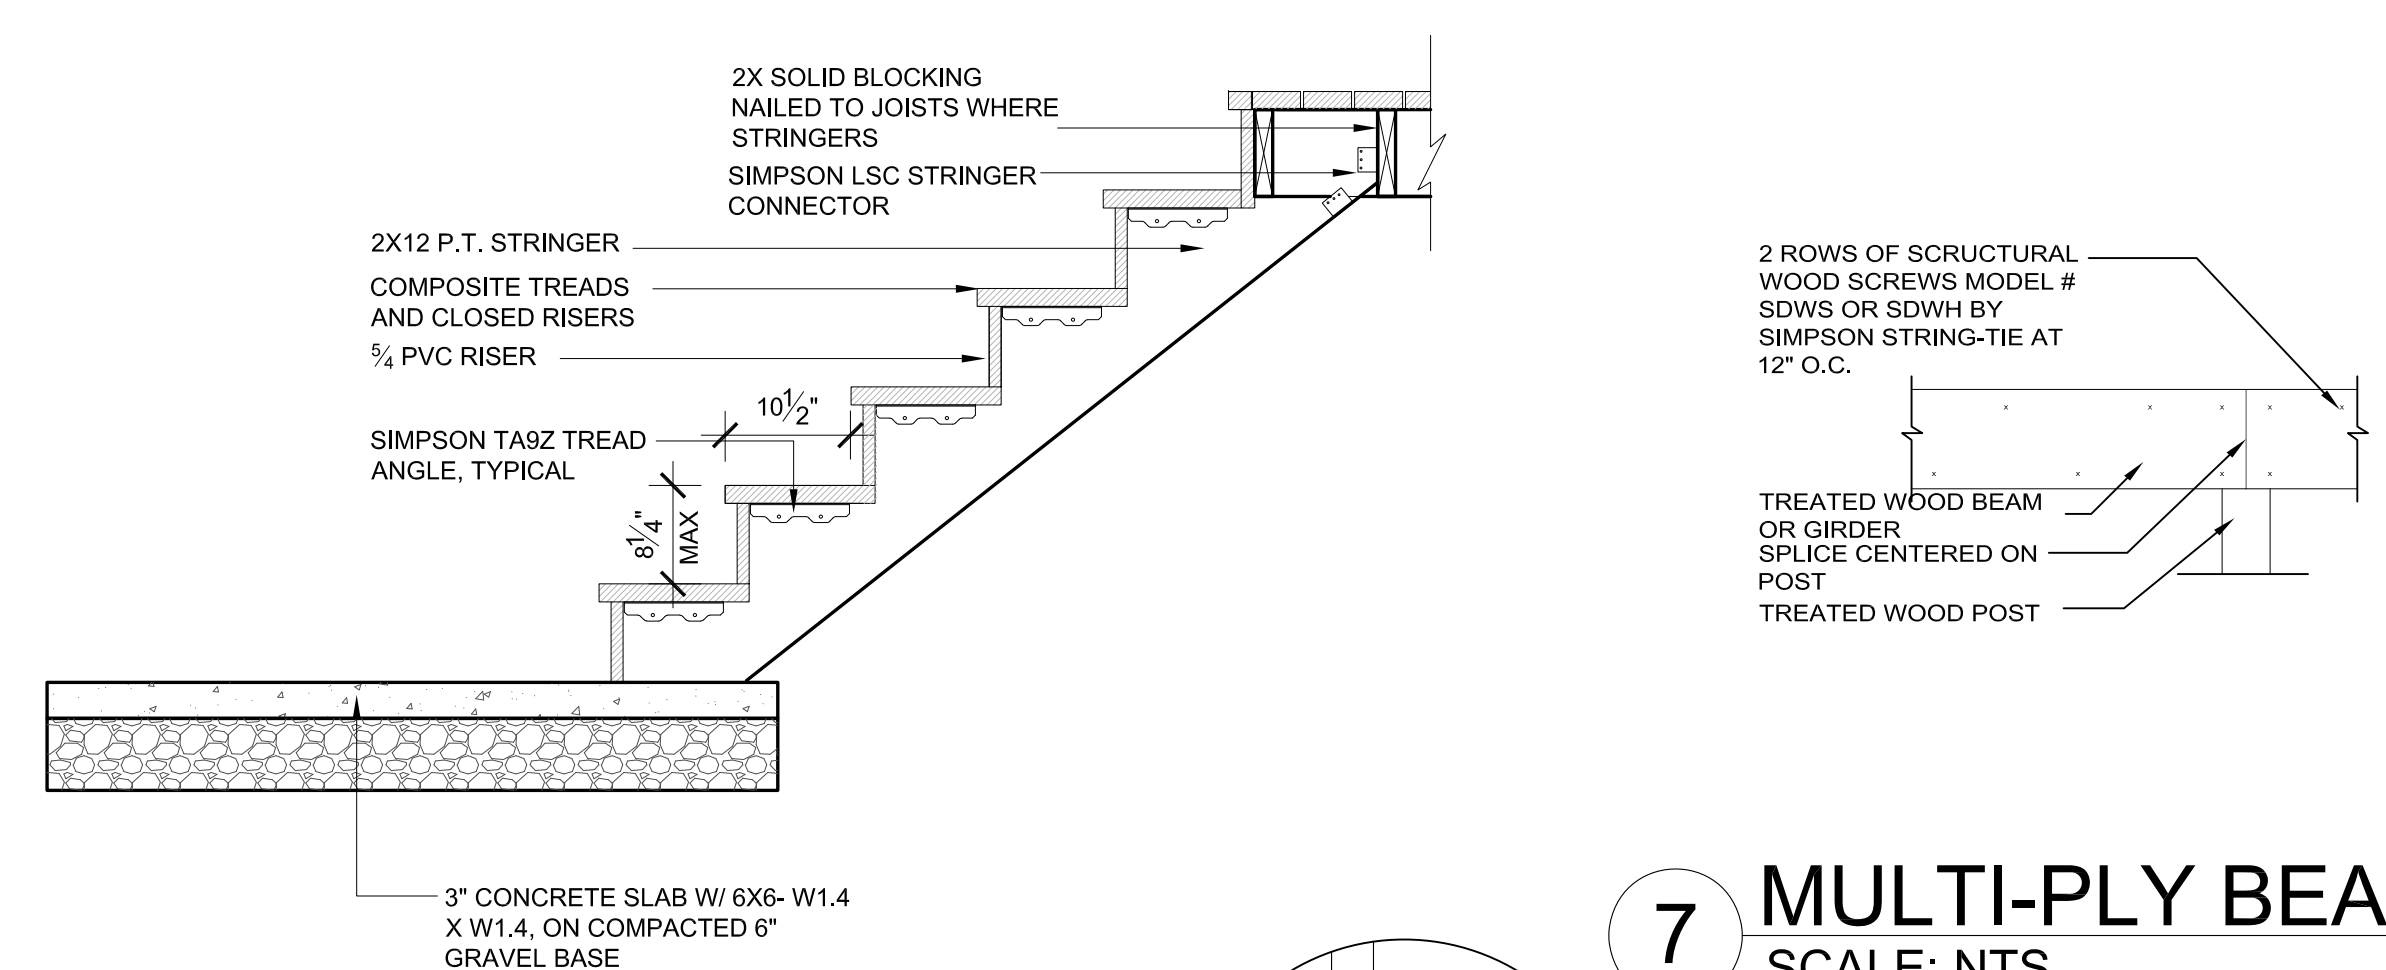 2X SOLID BLOCKING
NAILED TO JOISTS WHERE
STRINGERS
SIMPSON LSC STRINGER
CONNECTOR
2X12 P.T. STRINGER
COMPOSITE TREADS
AND CLOSED RISERS
5/4 PVC RISER
10 1/2"
SIMPSON TA9Z TREAD
ANGLE, TYPICAL
8 1/4"
MAX
3" CONCRETE SLAB W/ 6X6- W1.4
X W1.4, ON COMPACTED 6"
GRAVEL BASE
2 ROWS OF SCRUCTURAL
WOOD SCREWS MODEL #
SDWS OR SDWH BY
SIMPSON STRING-TIE AT
12" O.C.
TREATED WOOD BEAM
OR GIRDER
SPLICE CENTERED ON
POST
TREATED WOOD POST
7
MULTI-PLY BEA
SCALE: NTS